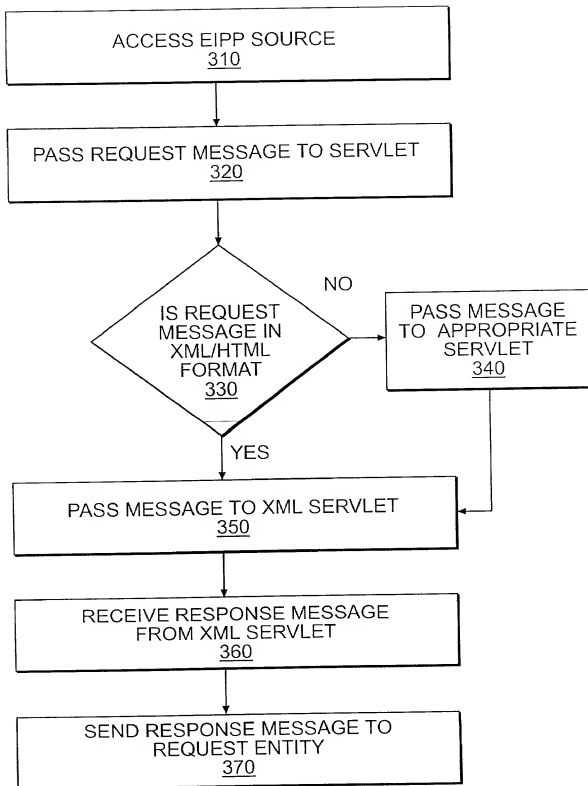 ACCESS EIPP SOURCE
310
PASS REQUEST MESSAGE TO SERVLET
320
IS REQUEST
MESSAGE IN
XML/HTML
FORMAT
330
NO
PASS MESSAGE
TO APPROPRIATE
SERVLET
340
YES
PASS MESSAGE TO XML SERVLET
350
RECEIVE RESPONSE MESSAGE
FROM XML SERVLET
360
SEND RESPONSE MESSAGE TO
REQUEST ENTITY
370